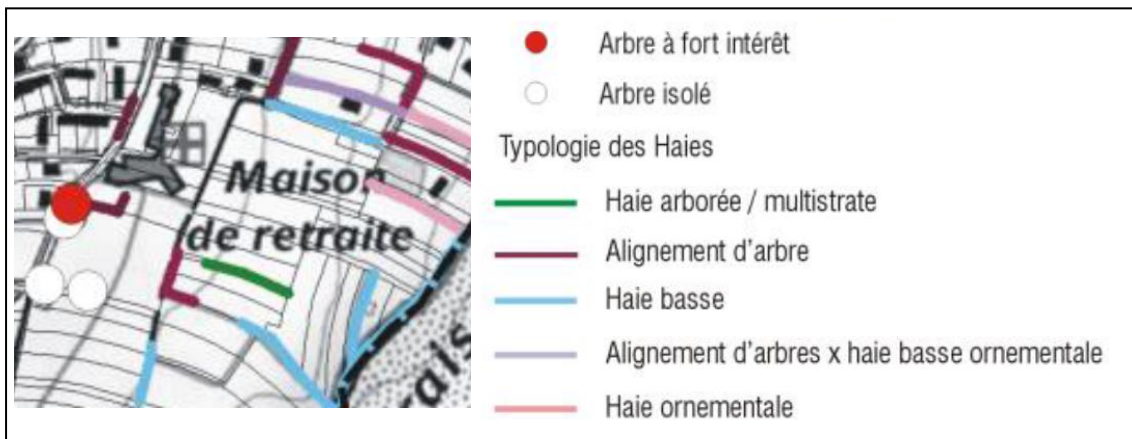 Maison
de retraite
rais
Arbre à fort intérêt
Arbre isolé
Typologie des Haies
Haie arborée / multistrate
Alignement d'arbre
Haie basse
Alignement d'arbres x haie basse ornementale
Haie ornementale